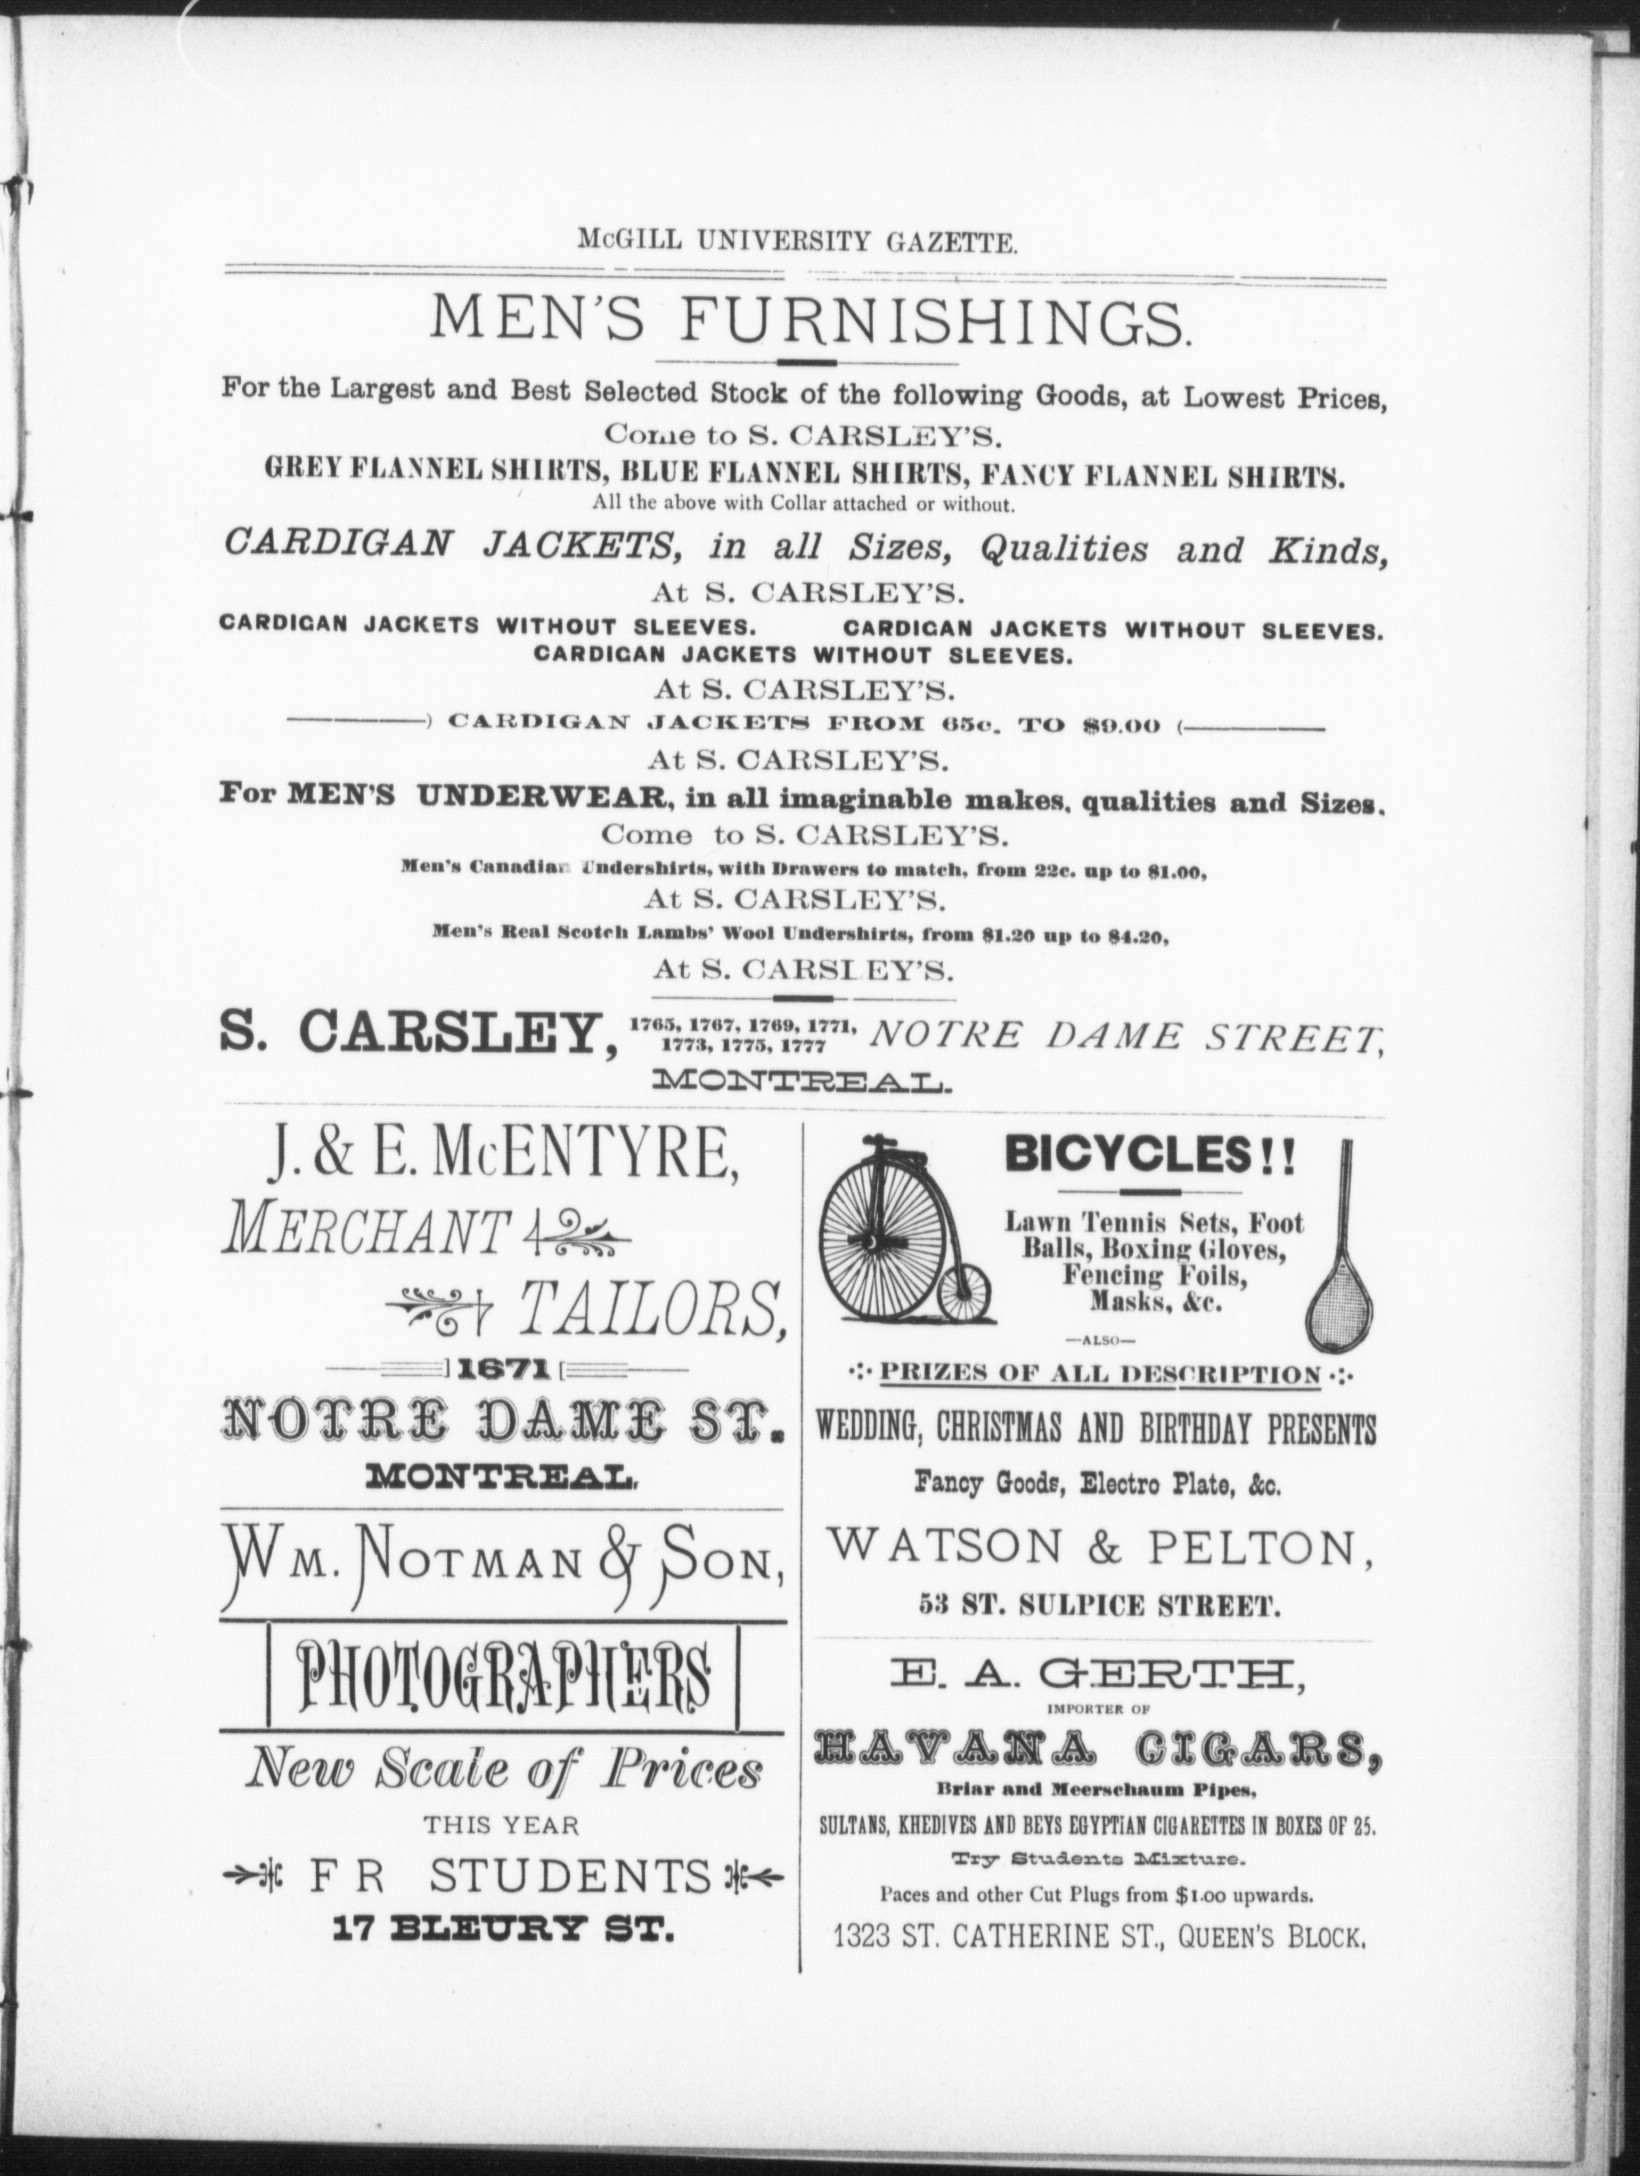 McGILL UNIVERSITY GAZETTE.
MEN'S FURNISHINGS.
For the Largest and Best Selected Stock of the following Goods, at Lowest Prices,
Come to S. CARSLEY'S.
GREY FLANNEL SHIRTS, BLUE FLANNEL SHIRTS, FANCY FLANNEL SHIRTS.
All the above with Collar attached or without.
CARDIGAN JACKETS, in all Sizes, Qualities and Kinds,
At S. CARSLEY'S.
CARDIGAN JACKETS WITHOUT SLEEVES. CARDIGAN JACKETS WITHOUT SLEEVES.
CARDIGAN JACKETS WITHOUT SLEEVES.
At S. CARSLEY'S.
) CARDIGAN JACKETS FROM 65c. TO $9.00 (
At S. CARSLEY'S.
For MEN'S UNDERWEAR, in all imaginable makes, qualities and Sizes.
Come to S. CARSLEY'S.
Men's Canadian Undershirts, with Drawers to match, from 22c. up to $1.00,
At S. CARSLEY'S.
Men's Real Scotch Lambs' Wool Undershirts, from $1.20 up to $4.20,
At S. CARSLEY'S.
S. CARSLEY, 1765, 1767, 1769, 1771, 1773, 1775, 1777 NOTRE DAME STREET,
MONTREAL.
J. & E. McENTYRE,
MERCHANT
TAILORS,
1671
NOTRE DAME ST.
MONTREAL.
WM. NOTMAN & SON,
PHOTOGRAPHERS
New Scale of Prices
THIS YEAR
F R STUDENTS
17 BLEURY ST.
BICYCLES!!
Lawn Tennis Sets, Foot
Balls, Boxing Gloves,
Fencing Foils,
Masks, &c.
—ALSO—
PRIZES OF ALL DESCRIPTION
WEDDING, CHRISTMAS AND BIRTHDAY PRESENTS
Fancy Goods, Electro Plate, &c.
WATSON & PELTON,
53 ST. SULPICE STREET.
E. A. GERTH,
IMPORTER OF
HAVANA CIGARS,
Briar and Meerschaum Pipes,
SULTANS, KHEDIVES AND BEYS EGYPTIAN CIGARETTES IN BOXES OF 25.
Try Students Mixture.
Paces and other Cut Plugs from $1.00 upwards.
1323 ST. CATHERINE ST., QUEEN'S BLOCK.